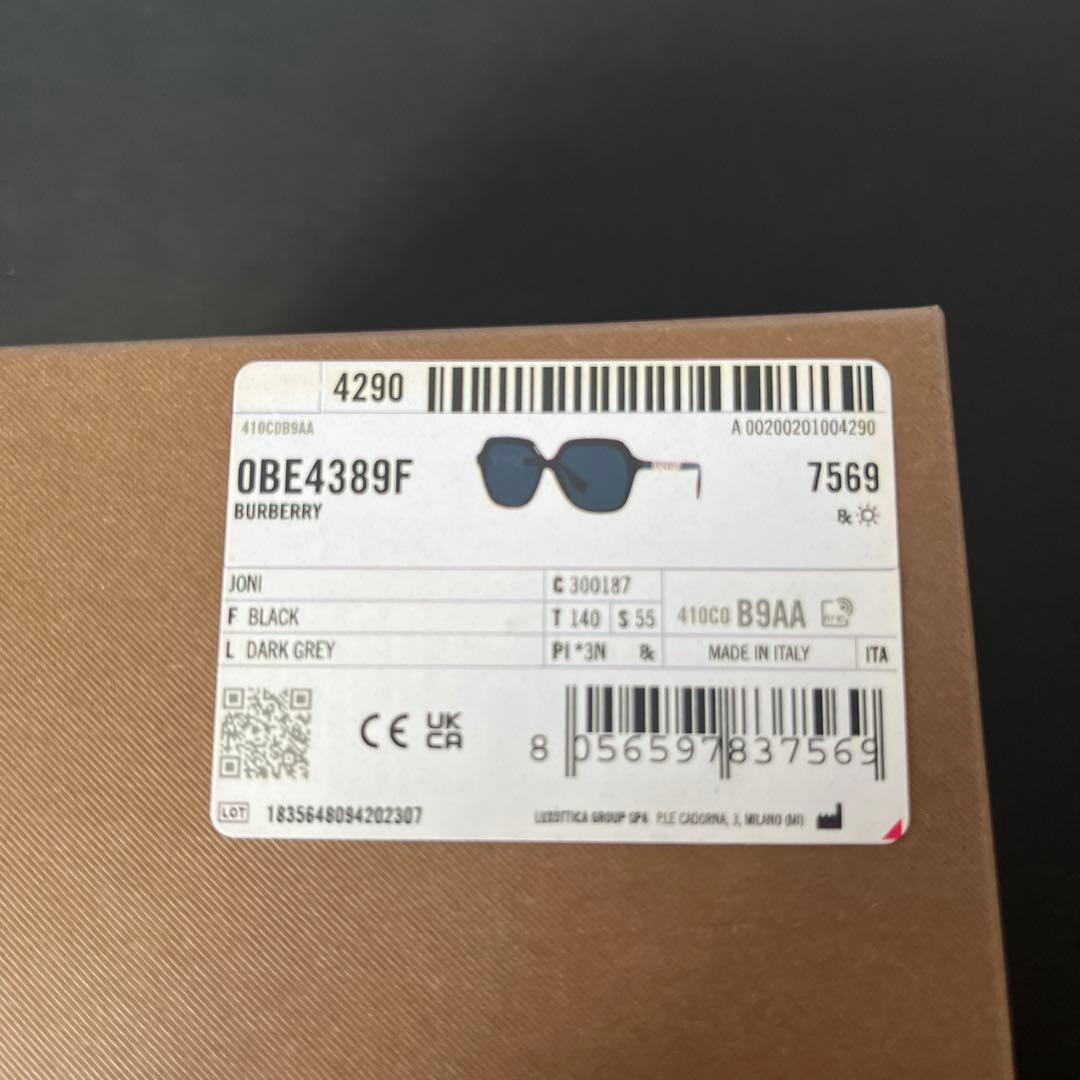 4290
410C0B9AA
A 00200201004290
0BE4389F
7569
BURBERRY
JONI
C 300187
F BLACK
T 140 S 55
410C0 B9AA
RFID
L DARK GREY
PI *3N
MADE IN ITALY
ITA
CE UK CA
8 056597 837569
LOT 1835648094202307
LUXOTTICA GROUP SPA P.LE CADORNA, 3, MILANO (MI)